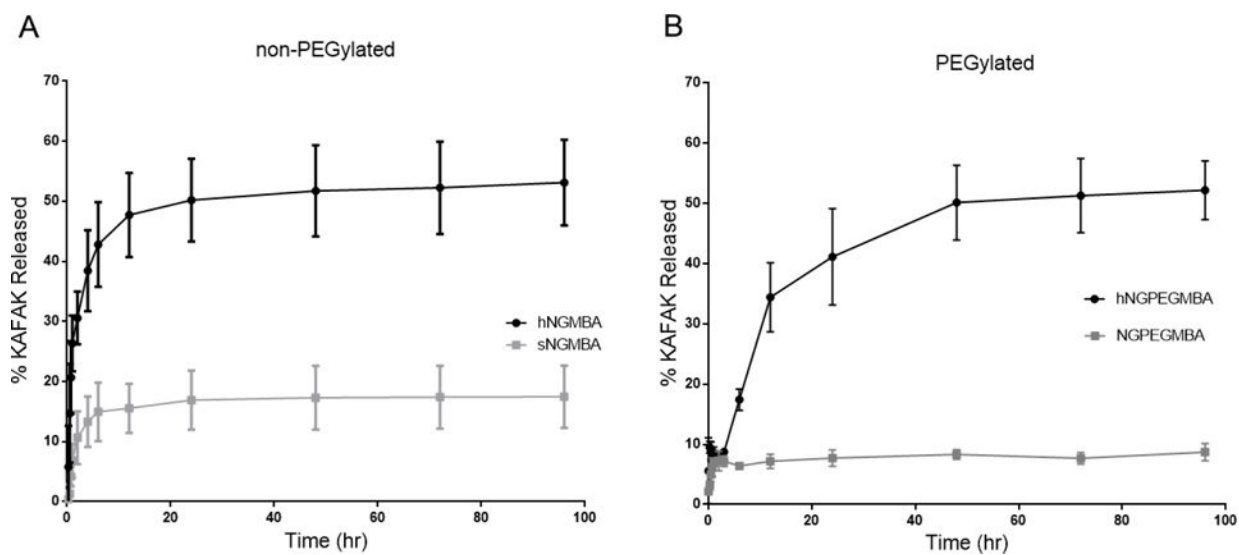 A
non-PEGylated
% KAFAK Released
70
60
50
40
30
20
10
0
hNGMBA
sNGMBA
0 20 40 60 80 100
Time (hr)
B
PEGylated
% KAFAK Released
70
60
50
40
30
20
10
0
hNGPEGMBA
NGPEGMBA
0 20 40 60 80 100
Time (hr)